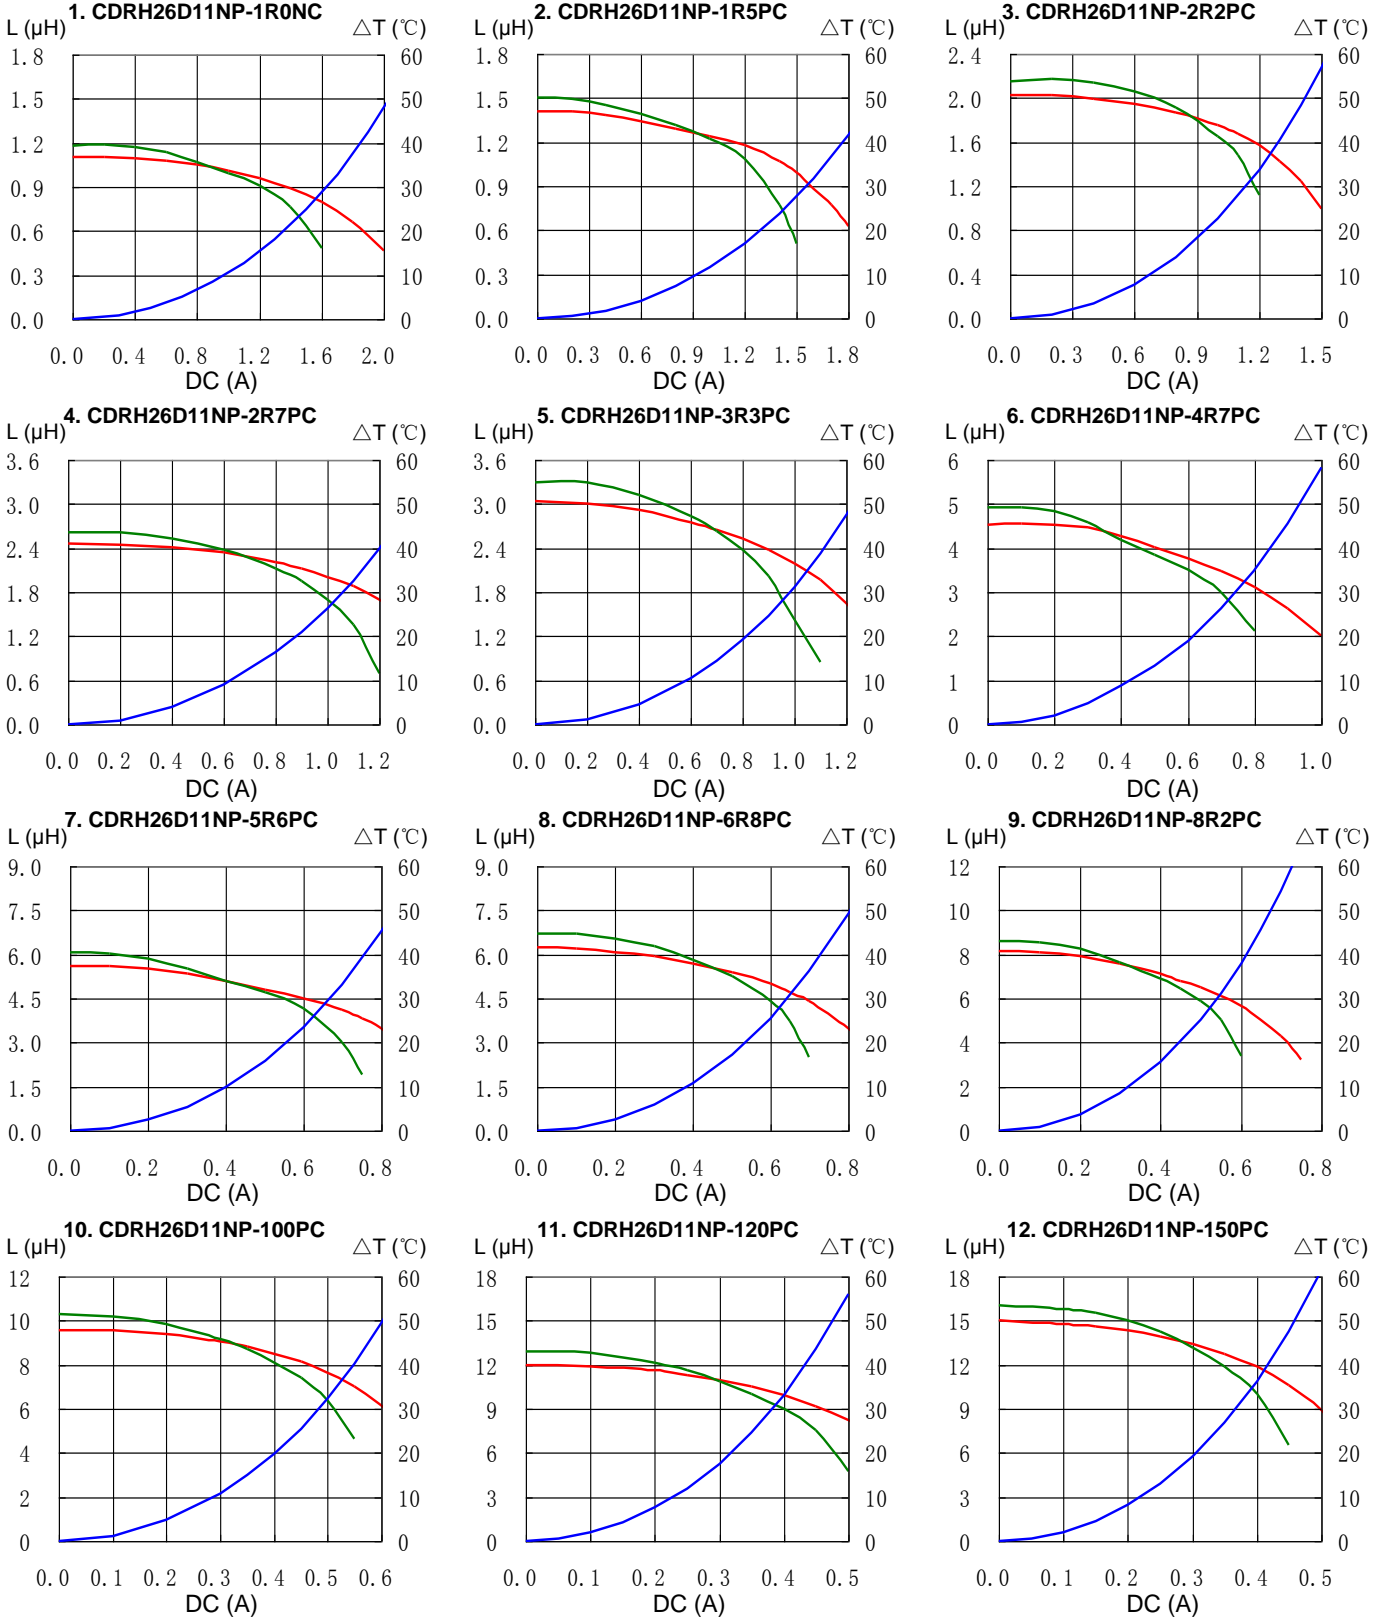 1. CDRH26D11NP-1R0NC
L (μH) △T (℃)
1.8 60
1.5 50
1.2 40
0.9 30
0.6 20
0.3 10
0.0 0
0.0 0.4 0.8 1.2 1.6 2.0
DC (A)
2. CDRH26D11NP-1R5PC
L (μH) △T (℃)
1.8 60
1.5 50
1.2 40
0.9 30
0.6 20
0.3 10
0.0 0
0.0 0.3 0.6 0.9 1.2 1.5 1.8
DC (A)
3. CDRH26D11NP-2R2PC
L (μH) △T (℃)
2.4 60
2.0 50
1.6 40
1.2 30
0.8 20
0.4 10
0.0 0
0.0 0.3 0.6 0.9 1.2 1.5
DC (A)
4. CDRH26D11NP-2R7PC
L (μH) △T (℃)
3.6 60
3.0 50
2.4 40
1.8 30
1.2 20
0.6 10
0.0 0
0.0 0.2 0.4 0.6 0.8 1.0 1.2
DC (A)
5. CDRH26D11NP-3R3PC
L (μH) △T (℃)
3.6 60
3.0 50
2.4 40
1.8 30
1.2 20
0.6 10
0.0 0
0.0 0.2 0.4 0.6 0.8 1.0 1.2
DC (A)
6. CDRH26D11NP-4R7PC
L (μH) △T (℃)
6 60
5 50
4 40
3 30
2 20
1 10
0 0
0.0 0.2 0.4 0.6 0.8 1.0
DC (A)
7. CDRH26D11NP-5R6PC
L (μH) △T (℃)
9.0 60
7.5 50
6.0 40
4.5 30
3.0 20
1.5 10
0.0 0
0.0 0.2 0.4 0.6 0.8
DC (A)
8. CDRH26D11NP-6R8PC
L (μH) △T (℃)
9.0 60
7.5 50
6.0 40
4.5 30
3.0 20
1.5 10
0.0 0
0.0 0.2 0.4 0.6 0.8
DC (A)
9. CDRH26D11NP-8R2PC
L (μH) △T (℃)
12 60
10 50
8 40
6 30
4 20
2 10
0 0
0.0 0.2 0.4 0.6 0.8
DC (A)
10. CDRH26D11NP-100PC
L (μH) △T (℃)
12 60
10 50
8 40
6 30
4 20
2 10
0 0
0.0 0.1 0.2 0.3 0.4 0.5 0.6
DC (A)
11. CDRH26D11NP-120PC
L (μH) △T (℃)
18 60
15 50
12 40
9 30
6 20
3 10
0 0
0.0 0.1 0.2 0.3 0.4 0.5
DC (A)
12. CDRH26D11NP-150PC
L (μH) △T (℃)
18 60
15 50
12 40
9 30
6 20
3 10
0 0
0.0 0.1 0.2 0.3 0.4 0.5
DC (A)